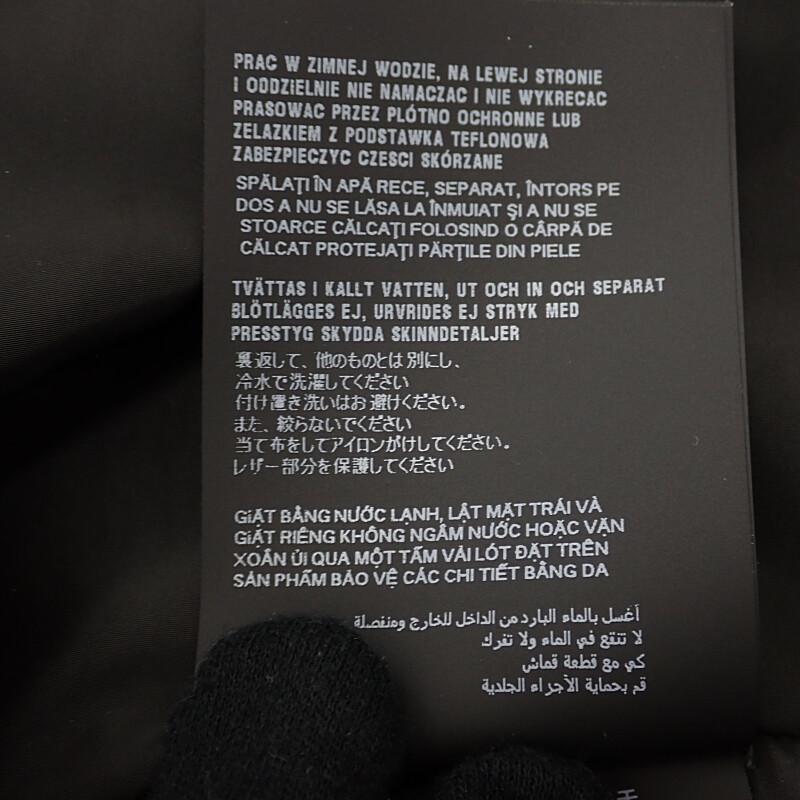 PRAC W ZIMNEJ WODZIE, NA LEWEJ STRONIE
I ODDZIELNIE NIE NAMACZAC I NIE WYKRECAC
PRASOWAC PRZEZ PLÓTNO OCHRONNE LUB
ZELAZKIEM Z PODSTAWKA TEFLONOWA
ZABEZPIECZYC CZESCI SKÓRZANE
SPĂLAŢI ÎN APĂ RECE, SEPARAT, ÎNTORS PE
DOS A NU SE LĂSA LA ÎNMUIAT ŞI A NU SE
STOARCE CĂLCAŢI FOLOSIND O CÂRPĂ DE
CĂLCAT PROTEJAŢI PĂRŢILE DIN PIELE
TVÄTTAS I KALLT VATTEN, UT OCH IN OCH SEPARAT
BLÖTLÄGGES EJ, URVRIDES EJ STRYK MED
PRESSTYG SKYDDA SKINNDETALJER
裏返して、他のものとは別にし、
冷水で洗濯してください
付け置き洗いはお避けください。
また、絞らないでください
当て布をしてアイロンがけしてください。
レザー部分を保護してください
GIẶT BẰNG NƯỚC LẠNH, LẬT MẶT TRÁI VÀ
GIẶT RIÊNG KHÔNG NGÂM NƯỚC HOẶC VẶN
XOẮN ỦI QUA MỘT TẤM VẢI LÓT ĐẶT TRÊN
SẢN PHẨM BẢO VỆ CÁC CHI TIẾT BẰNG DA
أغسل بالماء البارد من الداخل للخارج ومنفصلة
لا تنتقع في الماء ولا تفرك
كي مع قطعة قماش
قم بحماية الأجزاء الجلدية